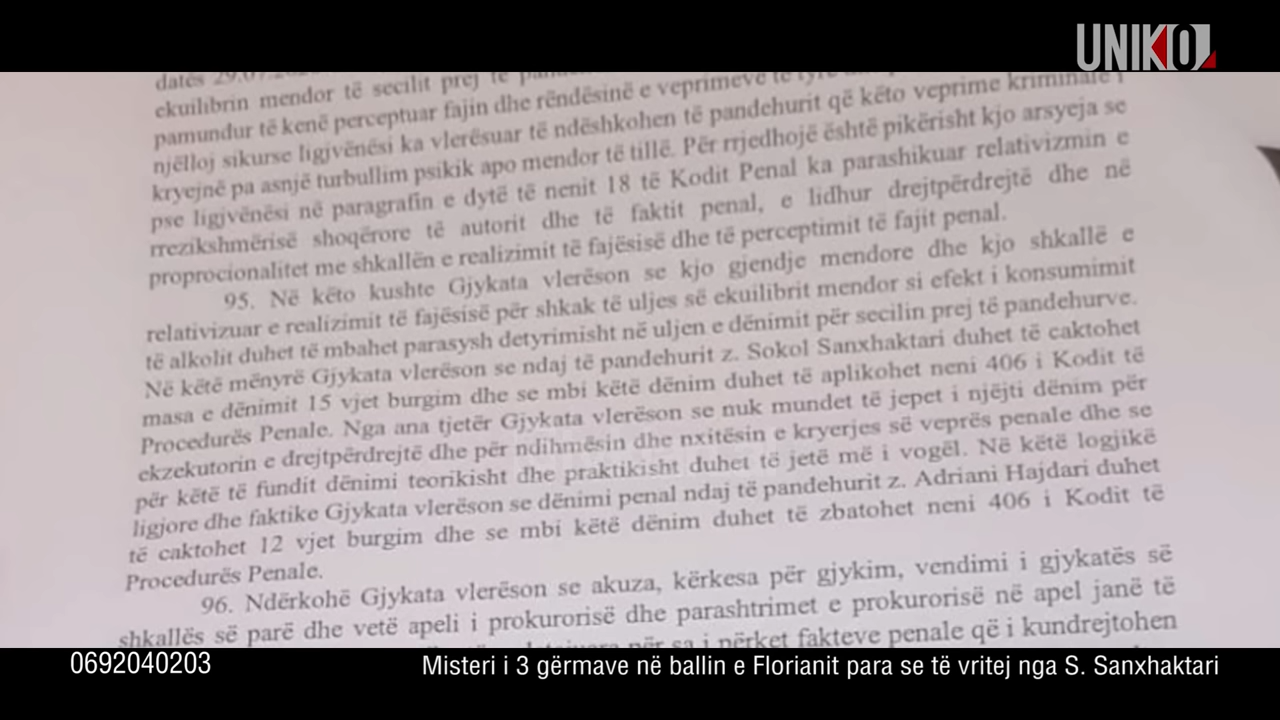 UNIKO
datës 29.07.
ekuilibrin mendor të secilit prej të
pamundur të kenë perceptuar fajin dhe rëndësinë e veprimeve të tyre
njëlloj sikurse ligjvënësi ka vlerësuar të ndëshkohen të pandehurit që këto veprime kriminale i
kryejnë pa asnjë turbullim psikik apo mendor të tillë. Për rrjedhojë është pikërisht kjo arsyeja se
pse ligjvënësi në paragrafin e dytë të nenit 18 të Kodit Penal ka parashikuar relativizmin e
rrezikshmërisë shoqërore të autorit dhe të faktit penal, e lidhur drejtpërdrejtë dhe në
proprocionalitet me shkallën e realizimit të fajësisë dhe të perceptimit të fajit penal.
95. Në këto kushte Gjykata vlerëson se kjo gjendje mendore dhe kjo shkallë e
relativizuar e realizimit të fajësisë për shkak të uljes së ekuilibrit mendor si efekt i konsumimit
të alkolit duhet të mbahet parasysh detyrimisht në uljen e dënimit për secilin prej të pandehurve.
Në këtë mënyrë Gjykata vlerëson se ndaj të pandehurit z. Sokol Sanxhaktari duhet të caktohet
masa e dënimit 15 vjet burgim dhe se mbi këtë dënim duhet të aplikohet neni 406 i Kodit të
Procedurës Penale. Nga ana tjetër Gjykata vlerëson se nuk mundet të jepet i njëjti dënim për
ekzekutorin e drejtpërdrejtë dhe për ndihmësin dhe nxitësin e kryerjes së veprës penale dhe se
për këtë të fundit dënimi teorikisht dhe praktikisht duhet të jetë më i vogël. Në këtë logjikë
ligjore dhe faktike Gjykata vlerëson se dënimi penal ndaj të pandehurit z. Adriani Hajdari duhet
të caktohet 12 vjet burgim dhe se mbi këtë dënim duhet të zbatohet neni 406 i Kodit të
Procedurës Penale.
96. Ndërkohë Gjykata vlerëson se akuza, kërkesa për gjykim, vendimi i gjykatës së
shkallës së parë dhe vetë apeli i prokurorisë dhe parashtrimet e prokurorisë në apel janë të
për sa i përket fakteve penale që i kundrejtohen
0692040203
Misteri i 3 gërmave në ballin e Florianit para se të vritej nga S. Sanxhaktari